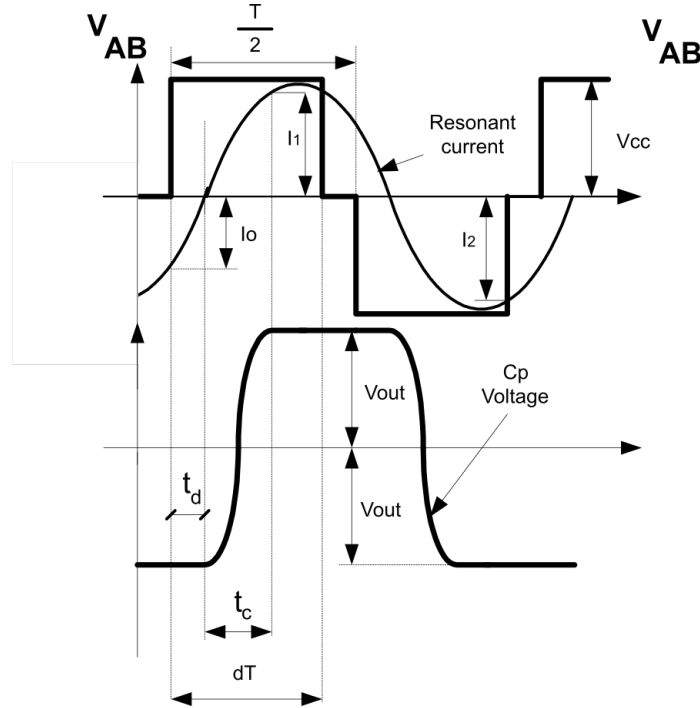 V AB
T
2
V AB
I1
Resonant
current
Vcc
Io
I2
Vout
Cp
Voltage
Vout
td
tc
dT